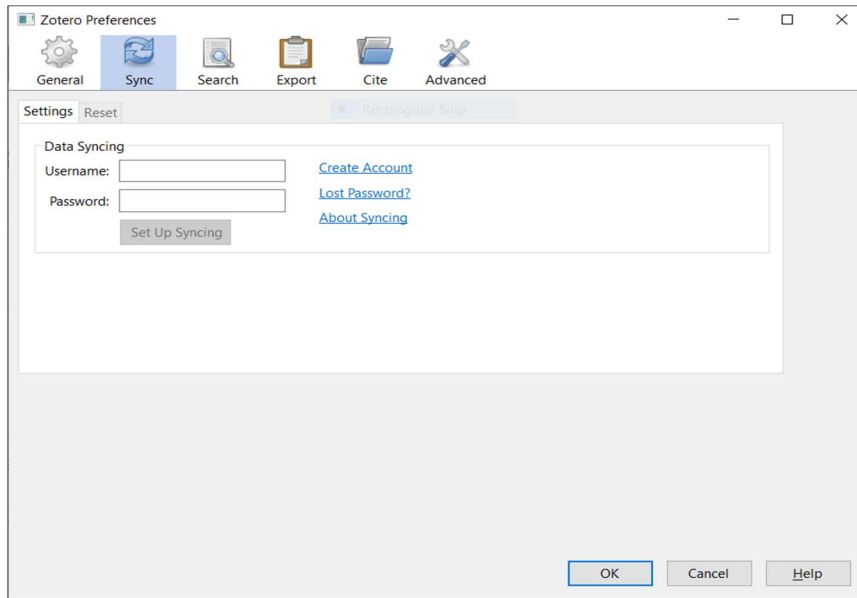 Zotero Preferences
General Sync Search Export Cite Advanced
Settings Reset
Rectangular Snip
Data Syncing
Username: Create Account
Password: Lost Password?
Set Up Syncing About Syncing
OK Cancel Help